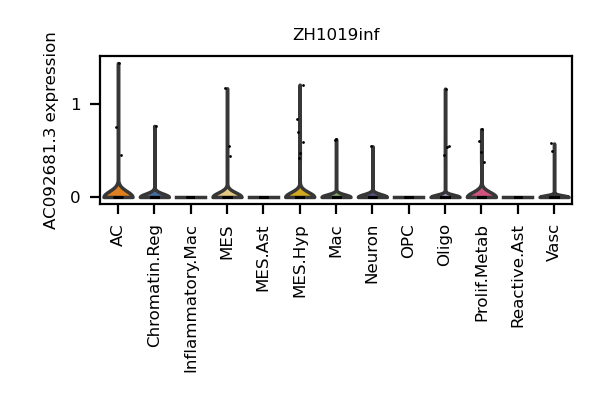 ZH1019inf
AC092681.3 expression
1
0
AC
Chromatin.Reg
Inflammatory.Mac
MES
MES.Ast
MES.Hyp
Mac
Neuron
OPC
Oligo
Prolif.Metab
Reactive.Ast
Vasc